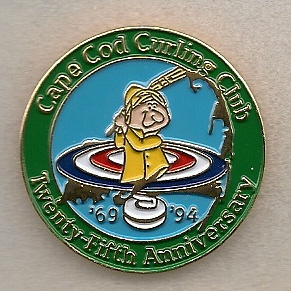 Cape Cod Curling Club
'69 '94
Twenty-Fifth Anniversary